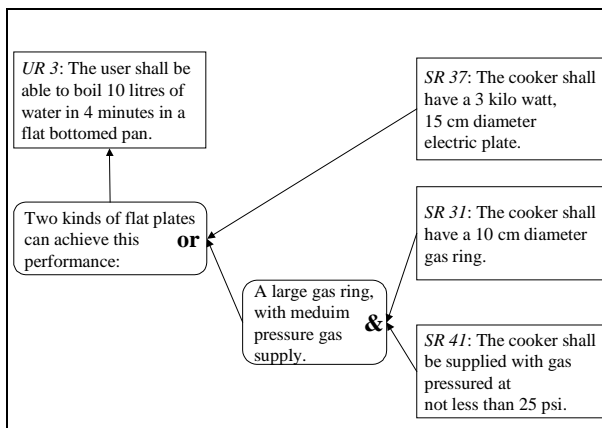 UR 3: The user shall be
able to boil 10 litres of
water in 4 minutes in a
flat bottomed pan.
SR 37: The cooker shall
have a 3 kilo watt,
15 cm diameter
electric plate.
Two kinds of flat plates
can achieve this
performance:
or
SR 31: The cooker shall
have a 10 cm diameter
gas ring.
A large gas ring,
with meduim
pressure gas
supply.
&
SR 41: The cooker shall
be supplied with gas
pressured at
not less than 25 psi.